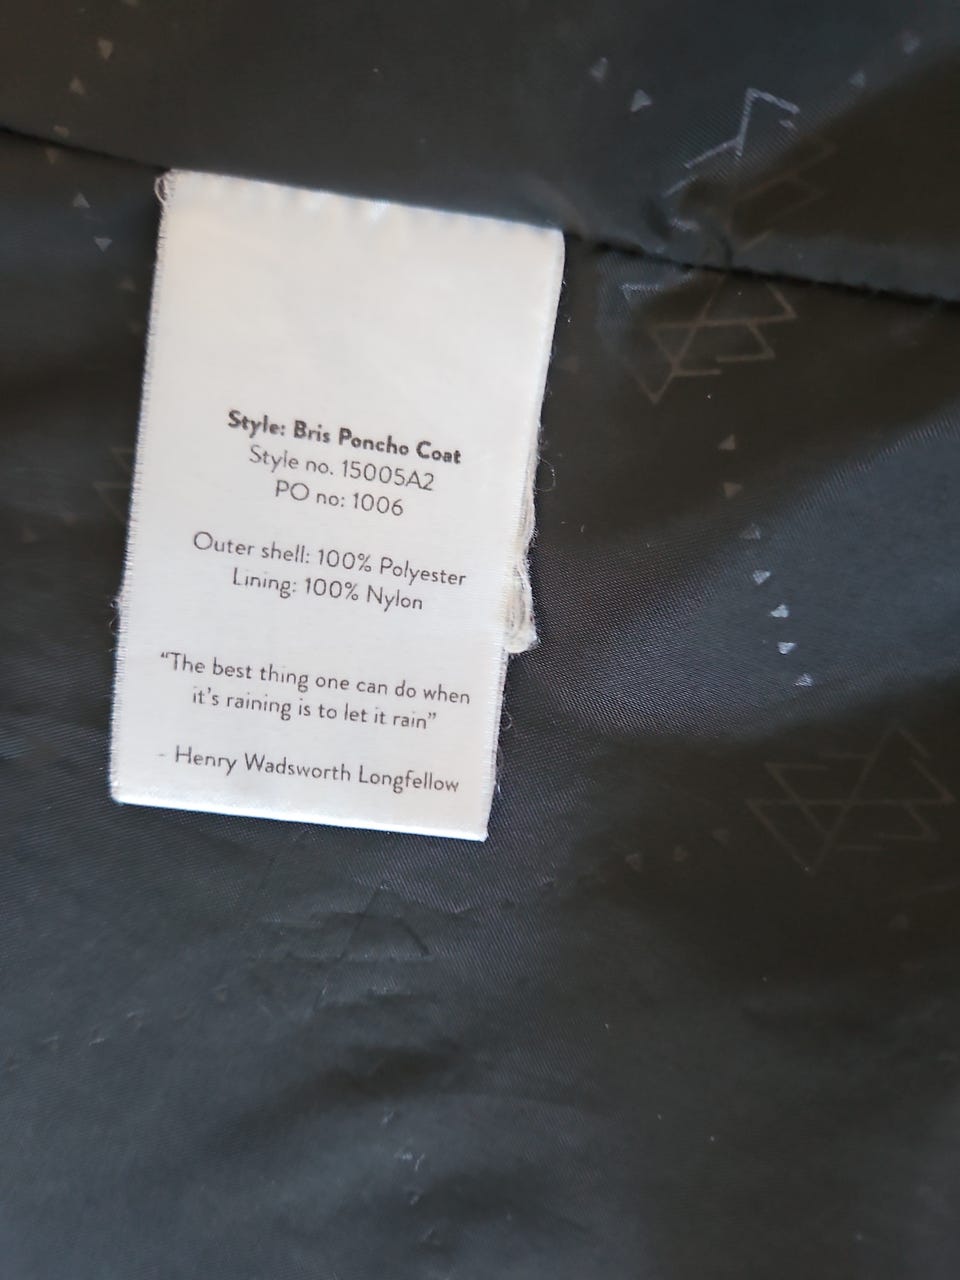 Style: Bris Poncho Coat
Style no. 15005A2
PO no: 1006
Outer shell: 100% Polyester
Lining: 100% Nylon
“The best thing one can do when
it’s raining is to let it rain”
- Henry Wadsworth Longfellow